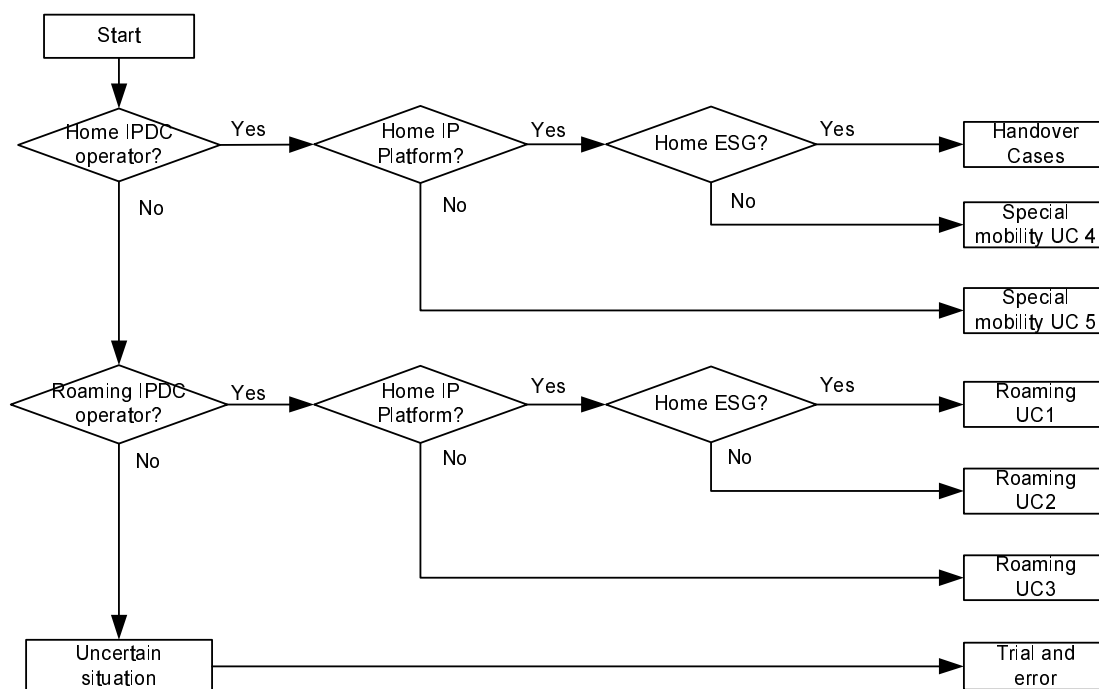 Start
Home IPDC
operator?
Yes
Home IP
Platform?
Yes
Home ESG?
Yes
Handover
Cases
No
No
No
Special
mobility UC 4
Special
mobility UC 5
Roaming IPDC
operator?
Yes
Home IP
Platform?
Yes
Home ESG?
Yes
Roaming
UC1
No
No
No
Roaming
UC2
Roaming
UC3
Uncertain
situation
Trial and
error